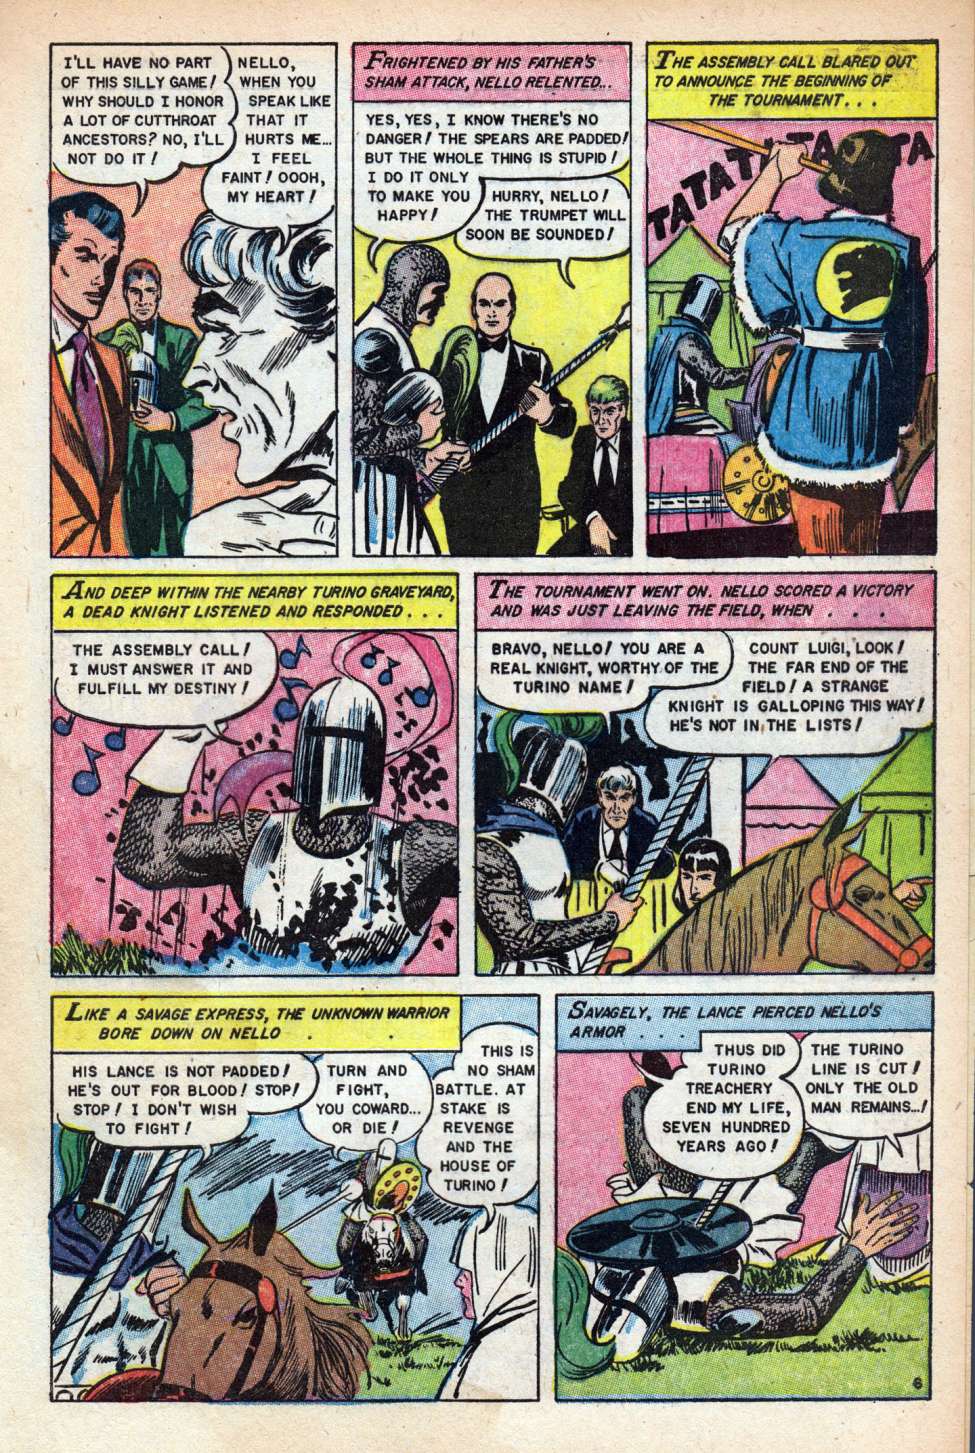 I'LL HAVE NO PART
OF THIS SILLY GAME!
WHY SHOULD I HONOR
A LOT OF CUTTHROAT
ANCESTORS? NO, I'LL
NOT DO IT!
NELLO,
WHEN YOU
SPEAK LIKE
THAT IT
HURTS ME...
I FEEL
FAINT! OOOH,
MY HEART!
FRIGHTENED BY HIS FATHER'S
SHAM ATTACK, NELLO RELENTED...
YES, YES, I KNOW THERE'S NO
DANGER! THE SPEARS ARE PADDED!
BUT THE WHOLE THING IS STUPID!
I DO IT ONLY
TO MAKE YOU
HAPPY!
HURRY, NELLO!
THE TRUMPET WILL
SOON BE SOUNDED!
THE ASSEMBLY CALL BLARED OUT
TO ANNOUNCE THE BEGINNING OF
THE TOURNAMENT...
TATATATATA
AND DEEP WITHIN THE NEARBY TURINO GRAVEYARD,
A DEAD KNIGHT LISTENED AND RESPONDED . . .
THE ASSEMBLY CALL!
I MUST ANSWER IT AND
FULFILL MY DESTINY!
THE TOURNAMENT WENT ON. NELLO SCORED A VICTORY
AND WAS JUST LEAVING THE FIELD, WHEN . . .
BRAVO, NELLO! YOU ARE A
REAL KNIGHT, WORTHY OF THE
TURINO NAME!
COUNT LUIGI, LOOK!
THE FAR END OF THE
FIELD! A STRANGE
KNIGHT IS GALLOPING THIS WAY!
HE'S NOT IN THE LISTS!
LIKE A SAVAGE EXPRESS, THE UNKNOWN WARRIOR
BORE DOWN ON NELLO . .
HIS LANCE IS NOT PADDED!
HE'S OUT FOR BLOOD! STOP!
STOP! I DON'T WISH
TO FIGHT!
TURN AND
FIGHT,
YOU COWARD...
OR DIE!
THIS IS
NO SHAM
BATTLE. AT
STAKE IS
REVENGE
AND THE
HOUSE OF
TURINO!
SAVAGELY, THE LANCE PIERCED NELLO'S
ARMOR . . .
THUS DID
TURINO
TREACHERY
END MY LIFE,
SEVEN HUNDRED
YEARS AGO!
THE TURINO
LINE IS CUT!
ONLY THE OLD
MAN REMAINS...!
6